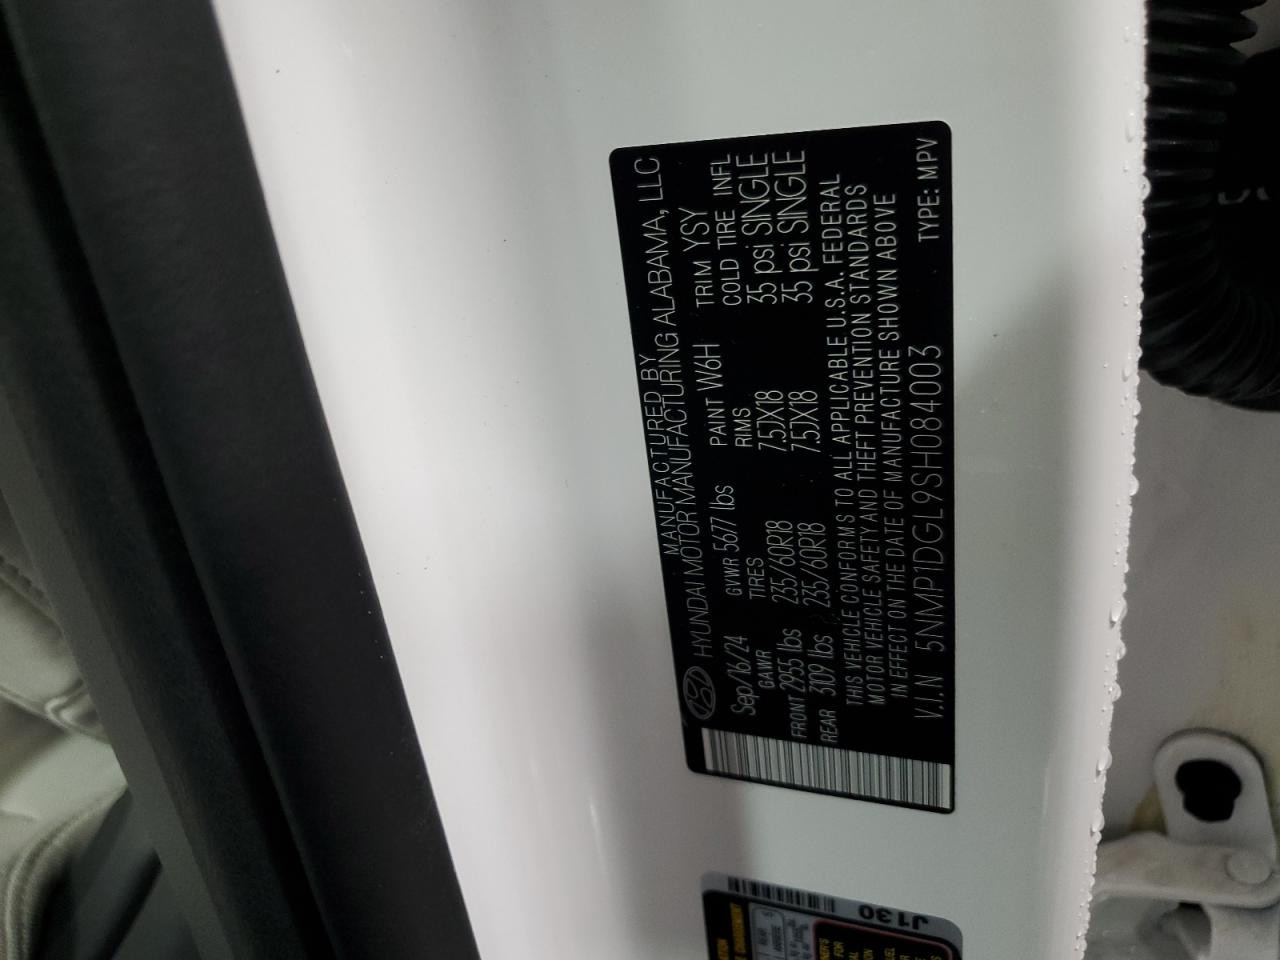 MANUFACTURED BY
HYUNDAI MOTOR MANUFACTURING ALABAMA, LLC
Sep/16/24 GVWR 5677 lbs PAINT W6H TRIM YSY
GAWR TIRES RIMS COLD TIRE INFL
FRONT 2955 lbs 235/60R18 7.5JX18 35 psi SINGLE
REAR 3109 lbs 235/60R18 7.5JX18 35 psi SINGLE
THIS VEHICLE CONFORMS TO ALL APPLICABLE U.S.A. FEDERAL
MOTOR VEHICLE SAFETY AND THEFT PREVENTION STANDARDS
IN EFFECT ON THE DATE OF MANUFACTURE SHOWN ABOVE
V.I.N 5NMP1DGL9SH084003 TYPE: MPV
J130